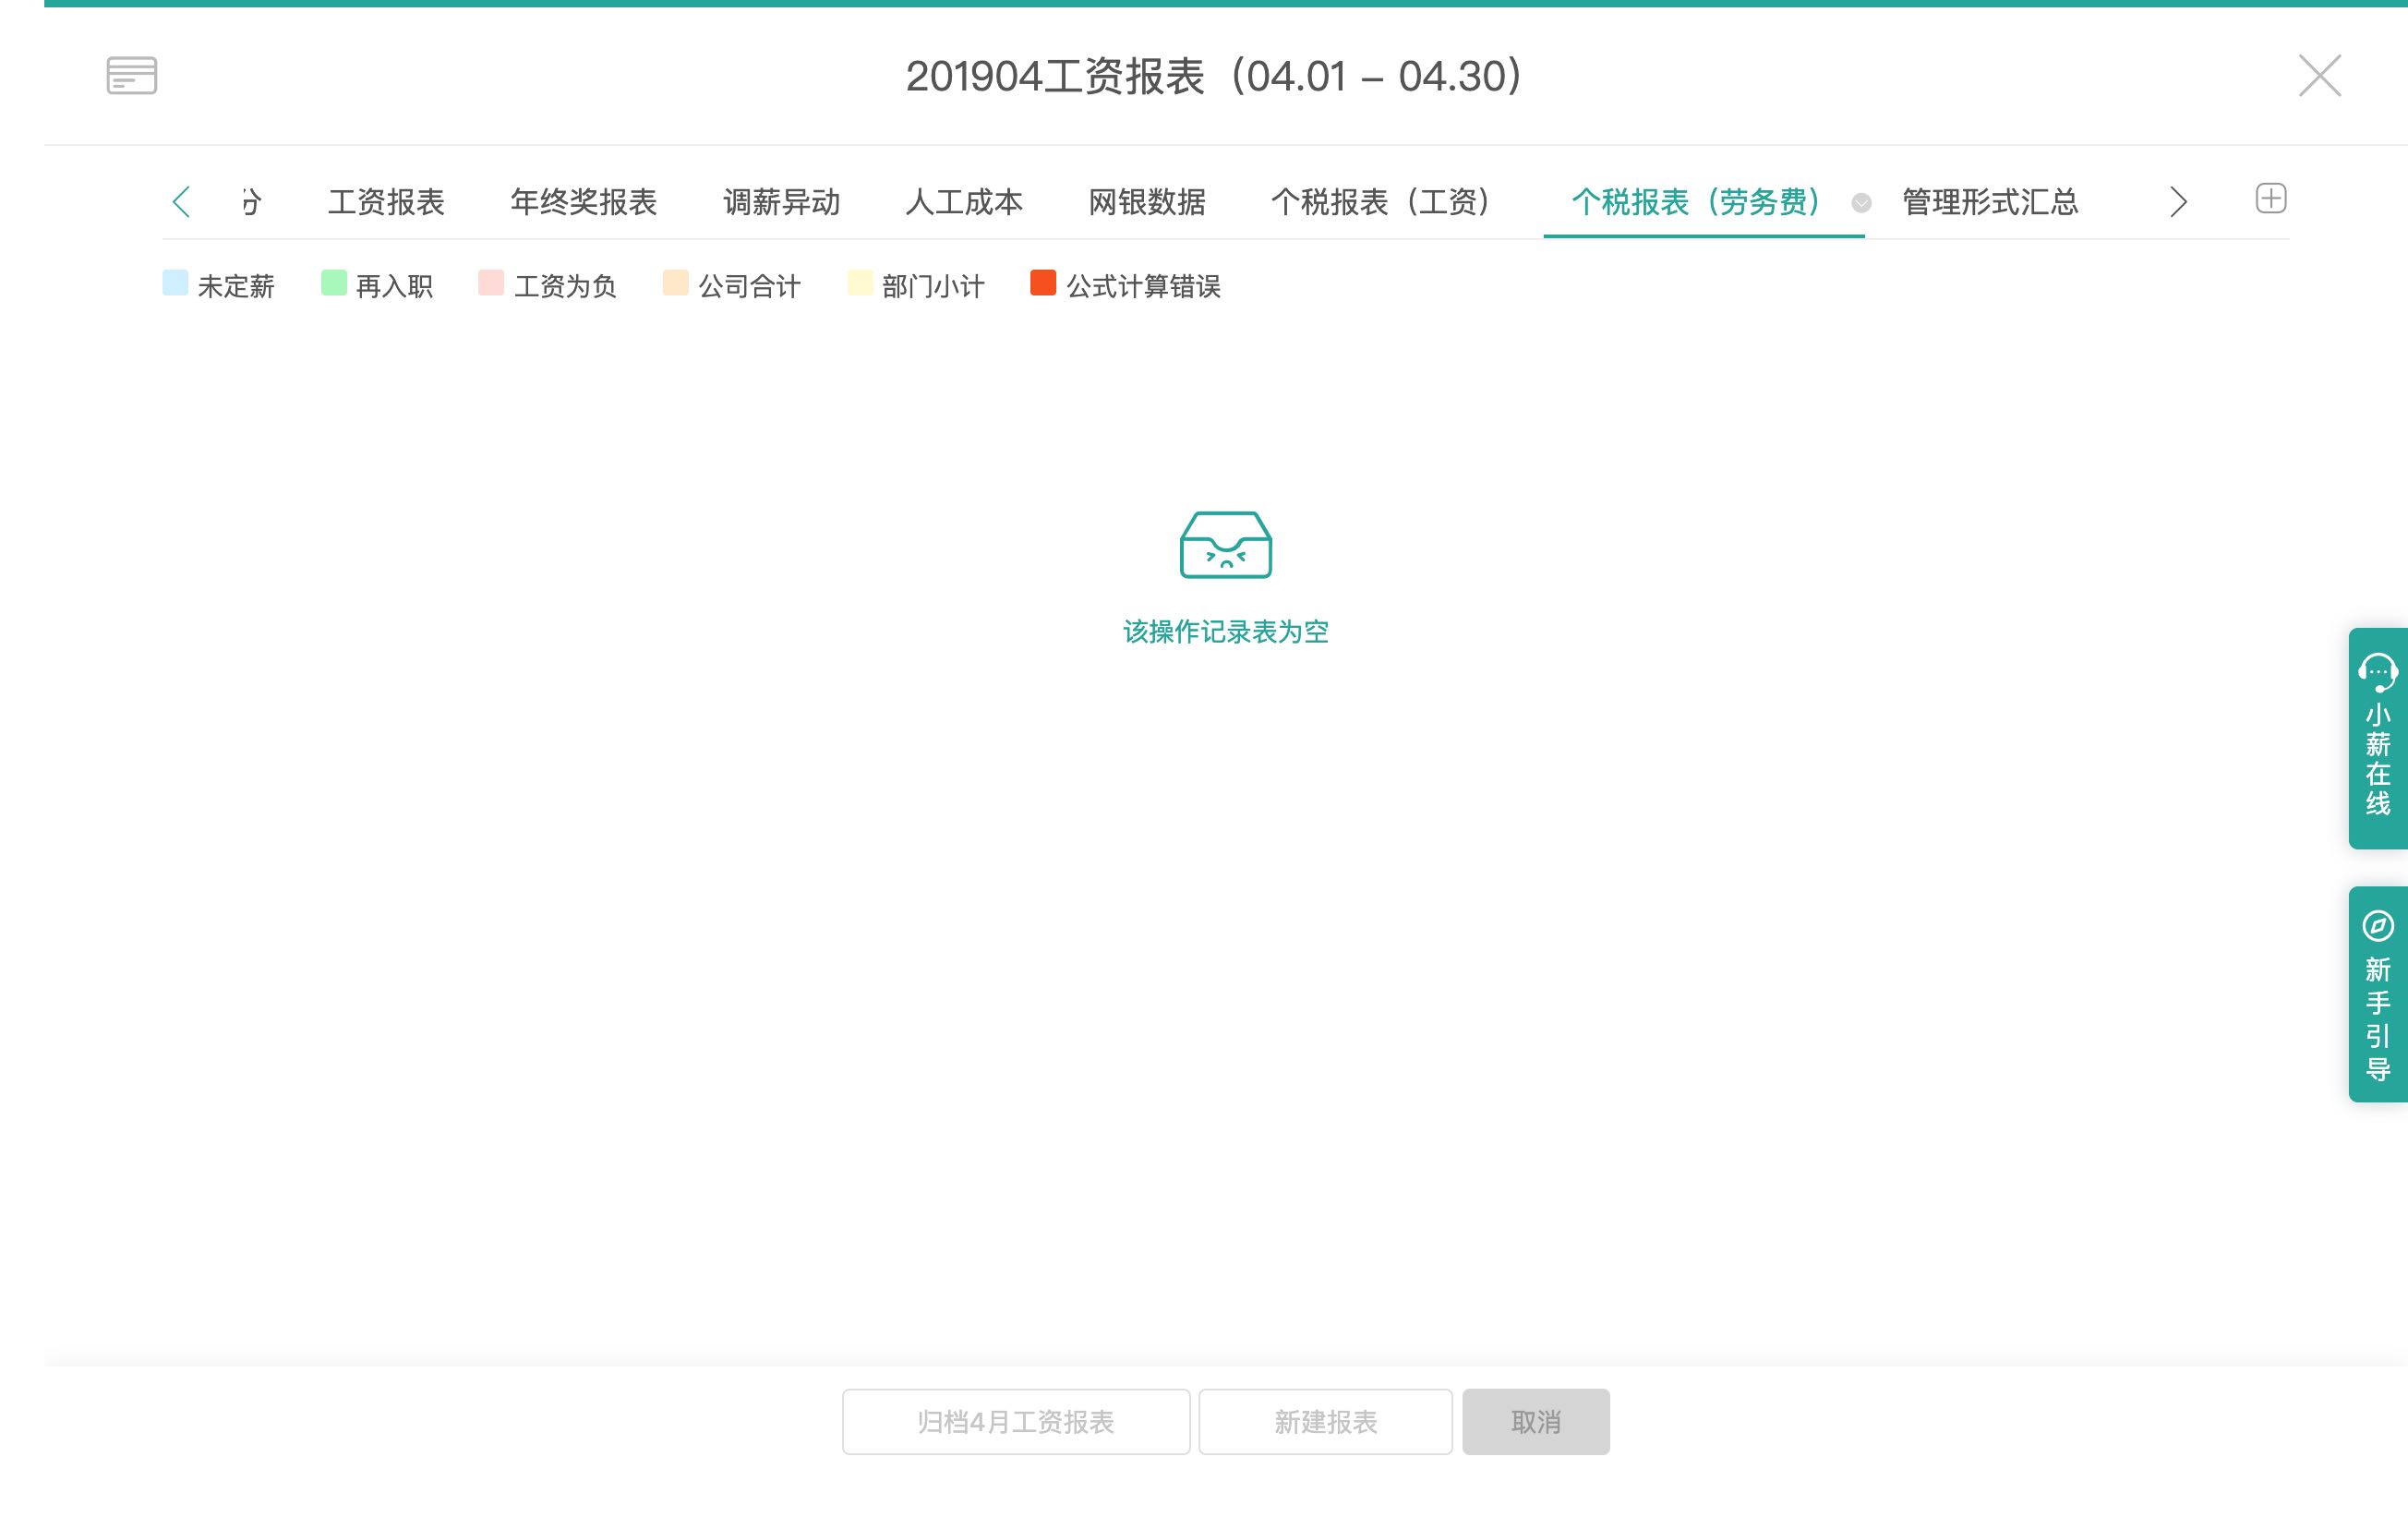 201904工资报表（04.01 – 04.30）
工资报表 年终奖报表 调薪异动 人工成本 网银数据 个税报表（工资） 个税报表（劳务费） 管理形式汇总
未定薪 再入职 工资为负 公司合计 部门小计 公式计算错误
该操作记录表为空
小薪在线
新手引导
归档4月工资报表 新建报表 取消